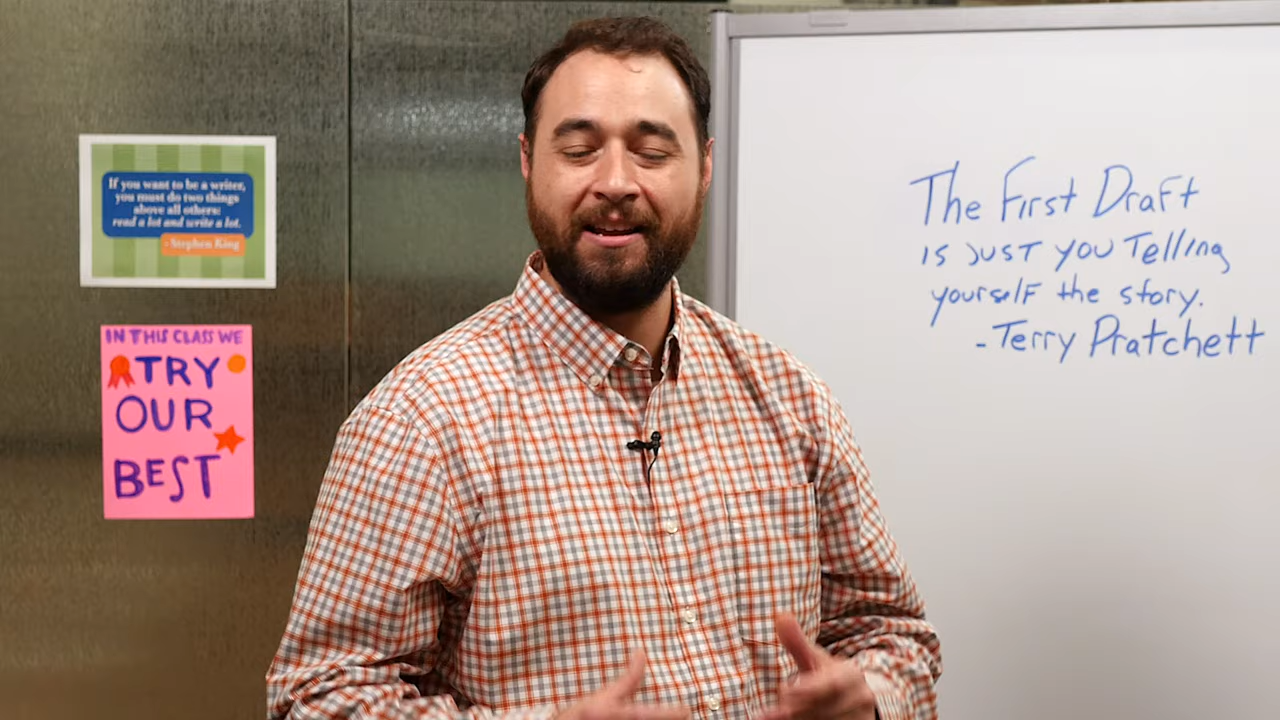 If you want to be a writer,
you must do two things
above all others:
read a lot and write a lot.
- Stephen King
IN THIS CLASS WE
TRY
OUR
BEST
The First Draft
is just you Telling
yourself the story.
- Terry Pratchett